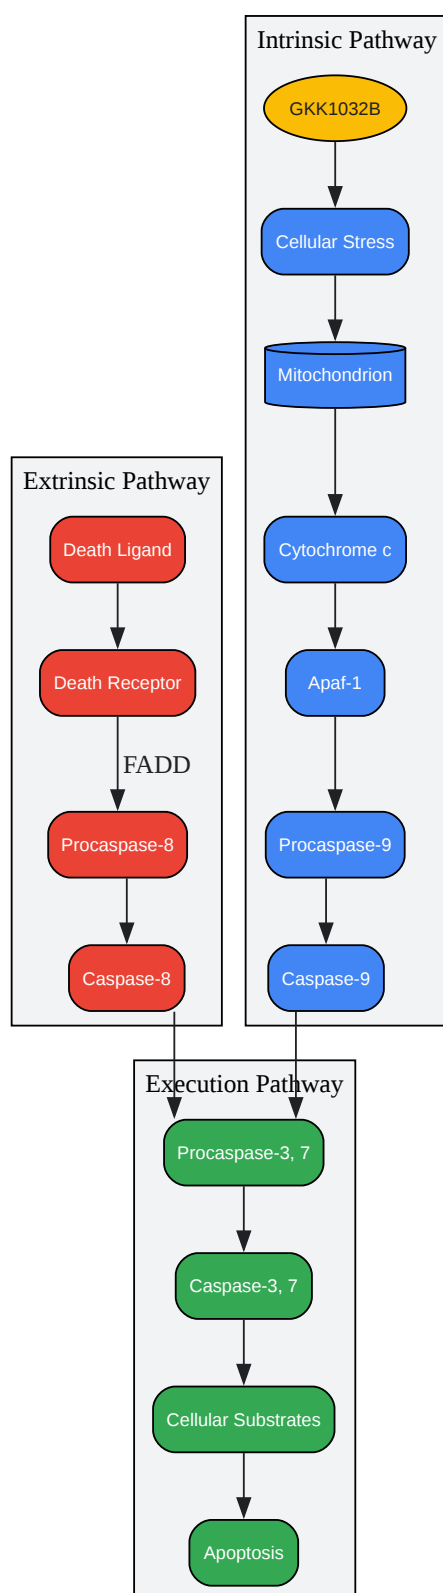 Intrinsic Pathway
GKK1032B
Cellular Stress
Mitochondrion
Cytochrome c
Apaf-1
Procaspase-9
Caspase-9
Extrinsic Pathway
Death Ligand
Death Receptor
FADD
Procaspase-8
Caspase-8
Execution Pathway
Procaspase-3, 7
Caspase-3, 7
Cellular Substrates
Apoptosis